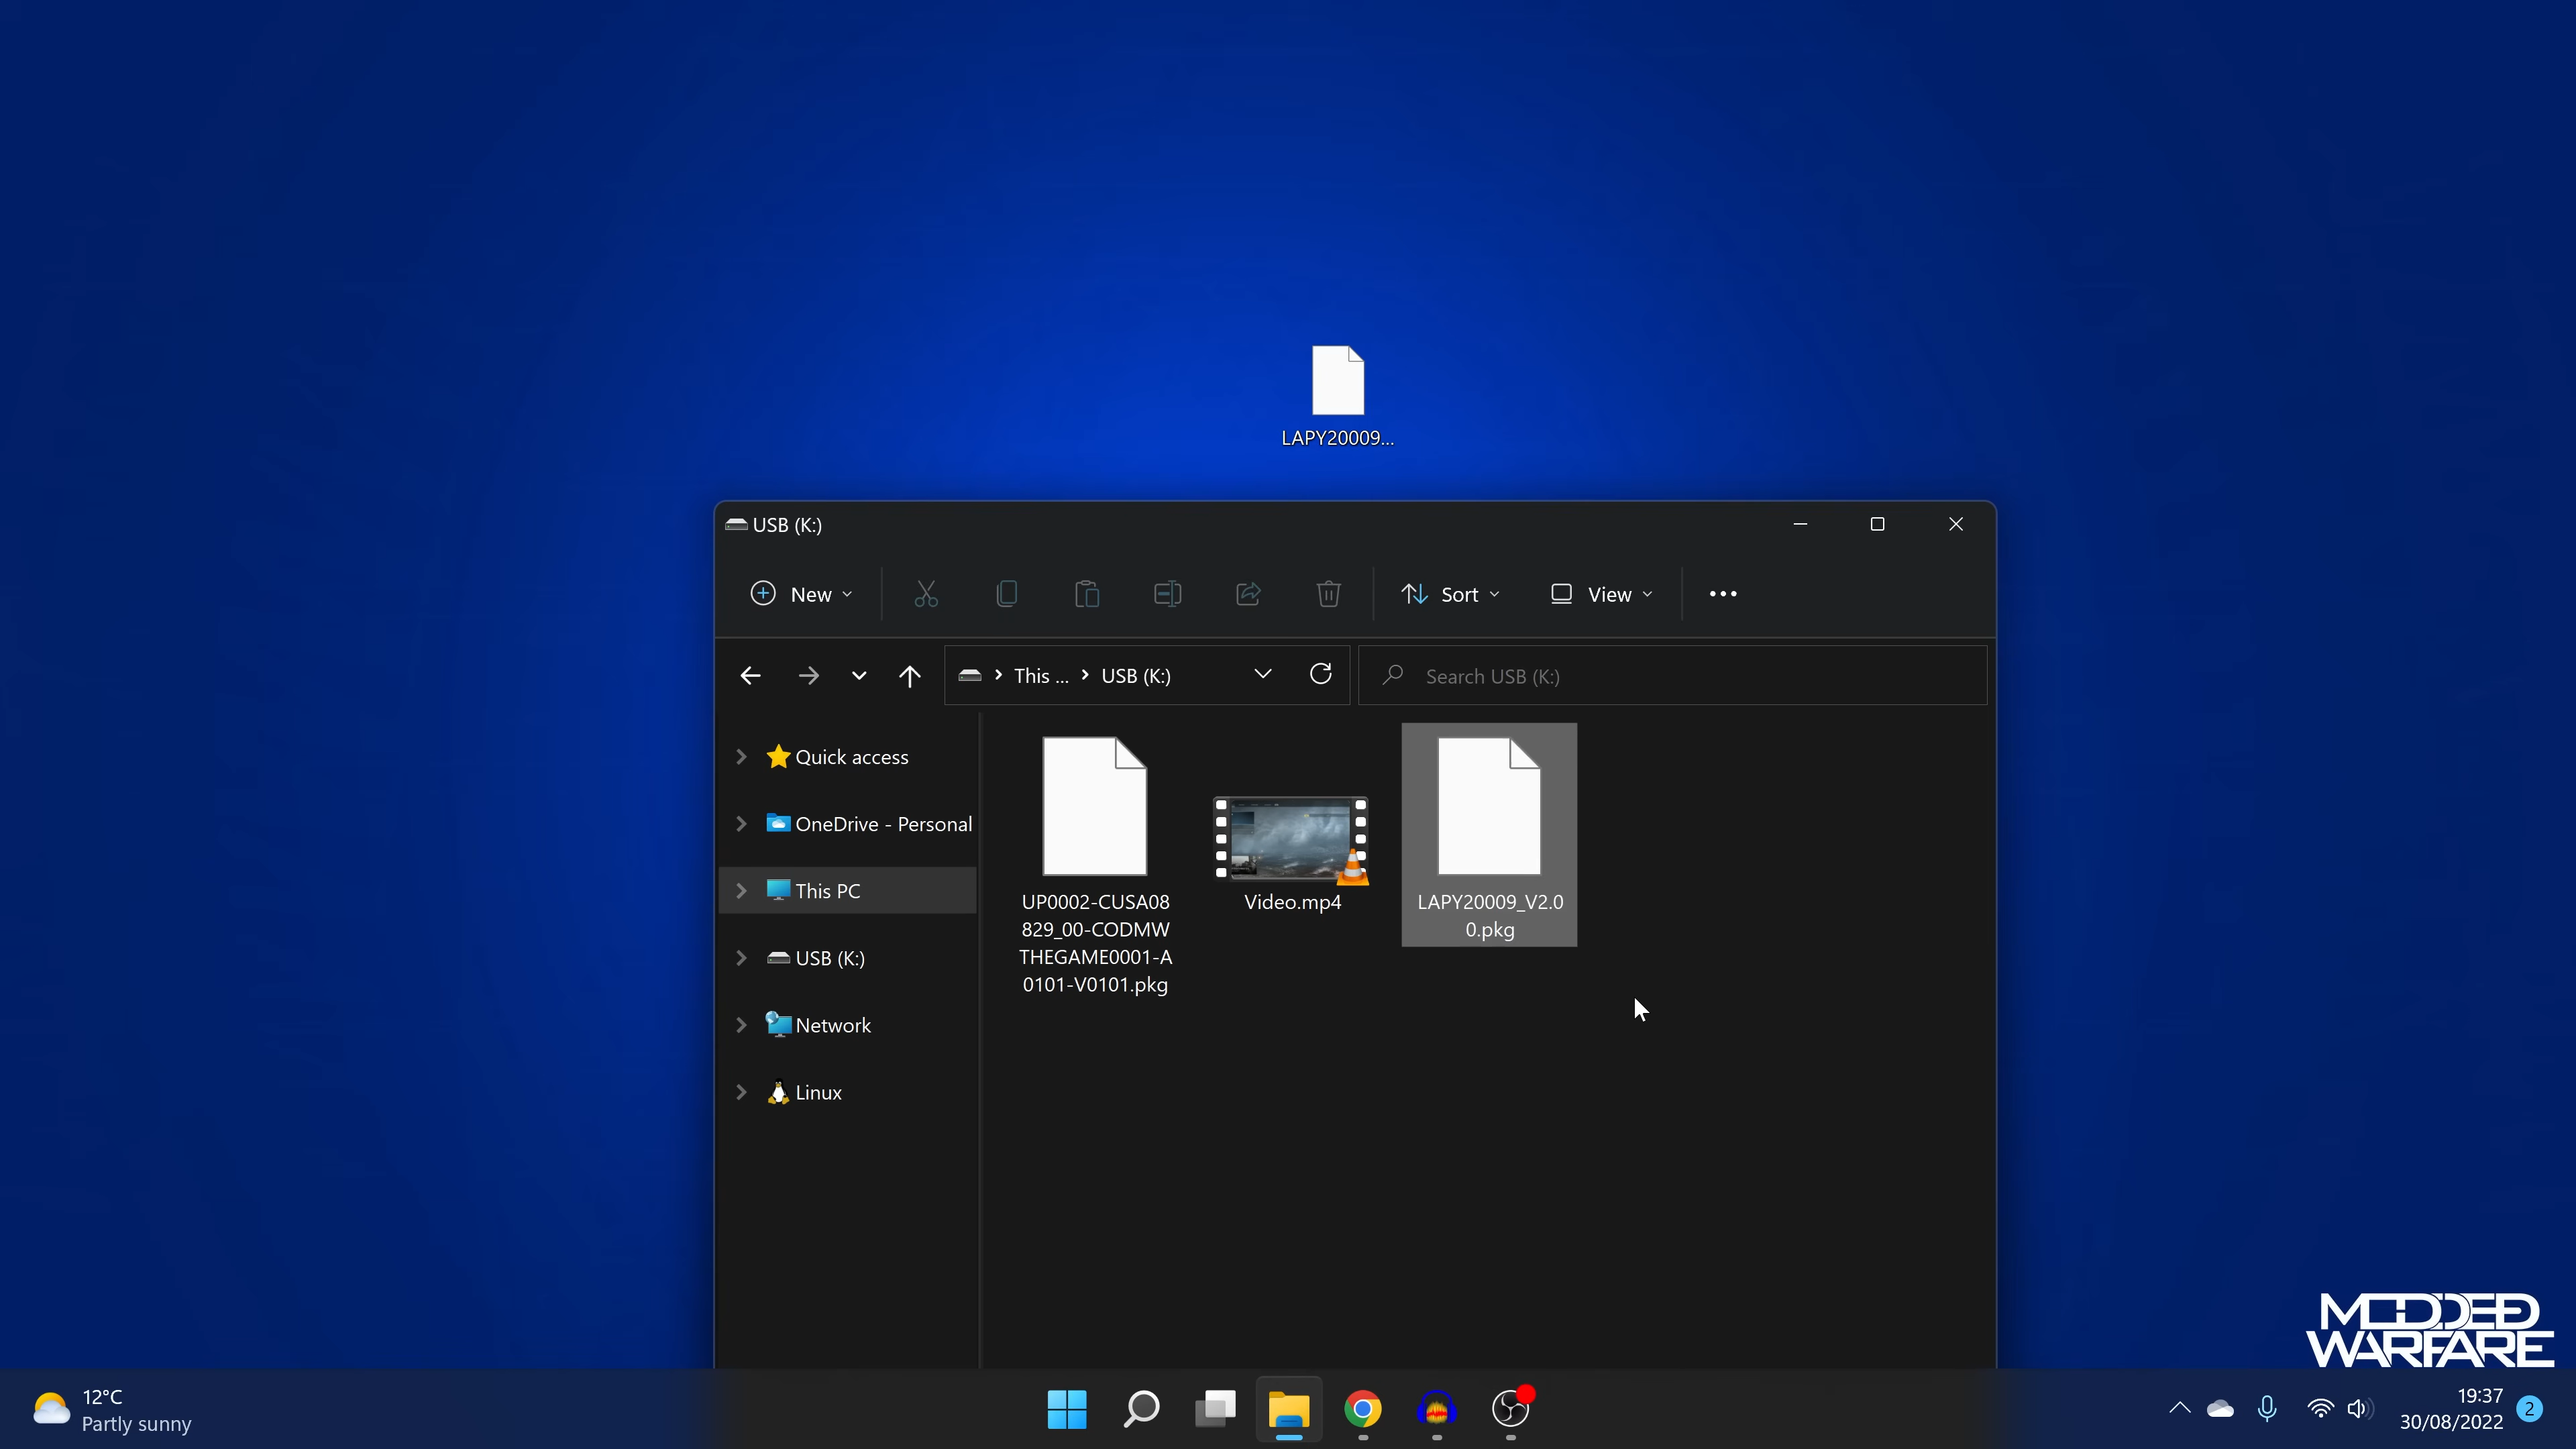 LAPY20009...
USB (K:)
New
Sort
View
This ...
USB (K:)
Search USB (K:)
Quick access
OneDrive - Personal
This PC
USB (K:)
Network
Linux
UP0002-CUSA08
829_00-CODMW
THEGAME0001-A
0101-V0101.pkg
Video.mp4
LAPY20009_V2.0
0.pkg
MODDED
WARFARE
12°C
Partly sunny
19:37
30/08/2022
2